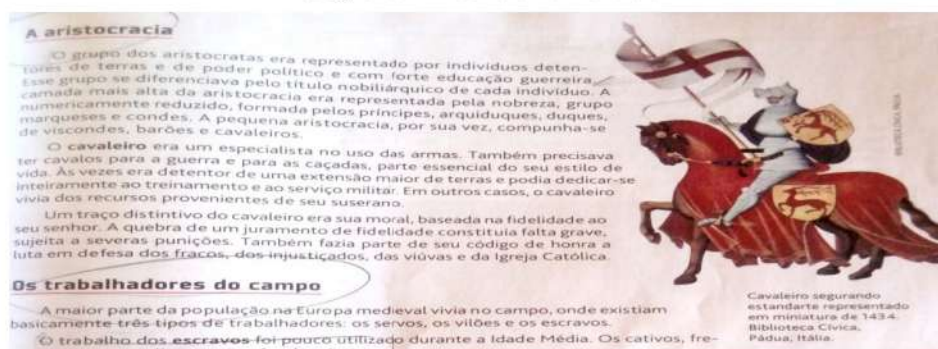 A aristocracia
O grupo dos aristocratas era representado por indivíduos deten-
tores de terras e de poder político e com forte educação guerreira.
Esse grupo se diferenciava pelo título nobiliárquico de cada indivíduo. A
camada mais alta da aristocracia era representada pela nobreza, grupo
numericamente reduzido, formada pelos príncipes, arquiduques, duques,
marqueses e condes. A pequena aristocracia, por sua vez, compunha-se
de viscondes, barões e cavaleiros.
O cavaleiro era um especialista no uso das armas. Também precisava
ter cavalos para a guerra e para as caçadas, parte essencial do seu estilo de
vida. Às vezes era detentor de uma extensão maior de terras e podia dedicar-se
inteiramente ao treinamento e ao serviço militar. Em outros casos, o cavaleiro
vivia dos recursos provenientes de seu suserano.
Um traço distintivo do cavaleiro era sua moral, baseada na fidelidade ao
seu senhor. A quebra de um juramento de fidelidade constituía falta grave,
sujeita a severas punições. Também fazia parte de seu código de honra a
luta em defesa dos fracos, dos injustiçados, das viúvas e da Igreja Católica.
Os trabalhadores do campo
A maior parte da população na Europa medieval vivia no campo, onde existiam
basicamente três tipos de trabalhadores: os servos, os vilões e os escravos.
O trabalho dos escravos foi pouco utilizado durante a Idade Média. Os cativos, fre-
Cavaleiro segurando
estandarte representado
em miniatura de 1434.
Biblioteca Cívica,
Pádua, Itália.